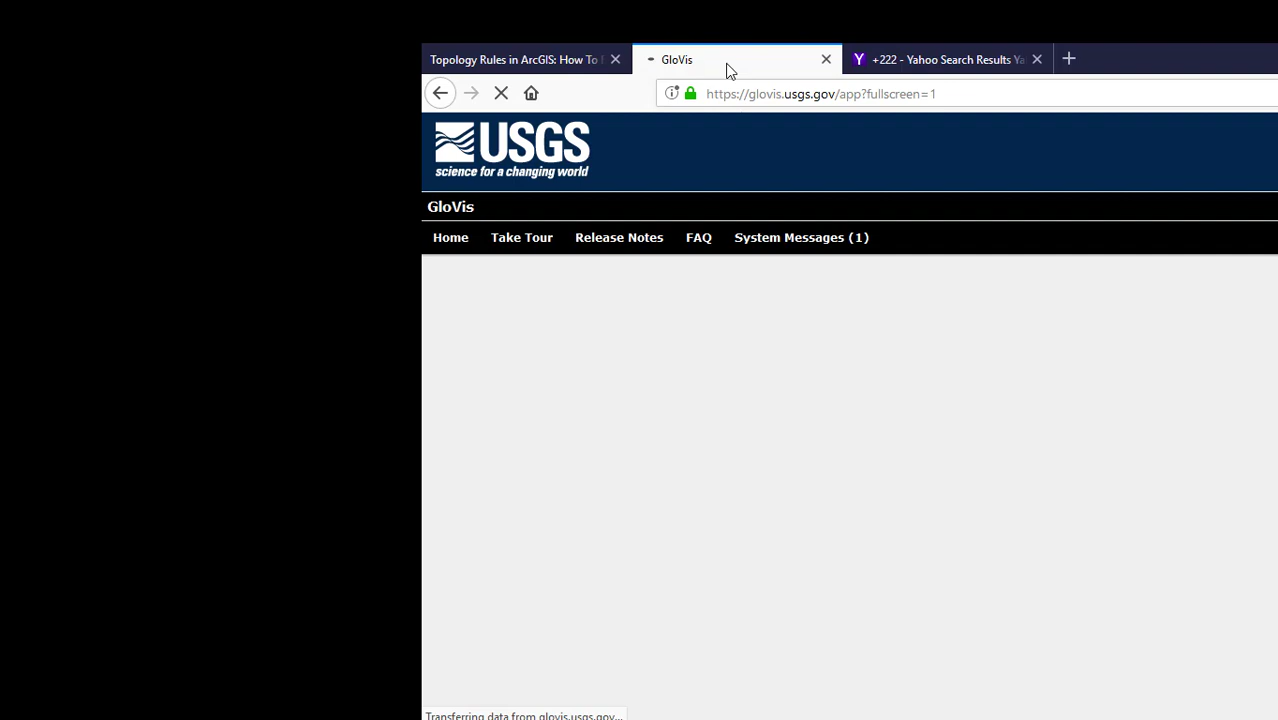 Topology Rules in ArcGIS: How To
GloVis
+222 - Yahoo Search Results
https://glovis.usgs.gov/app?fullscreen=1
USGS
science for a changing world
GloVis
Home Take Tour Release Notes FAQ System Messages (1)
Transferring data from glovis.usgs.gov...